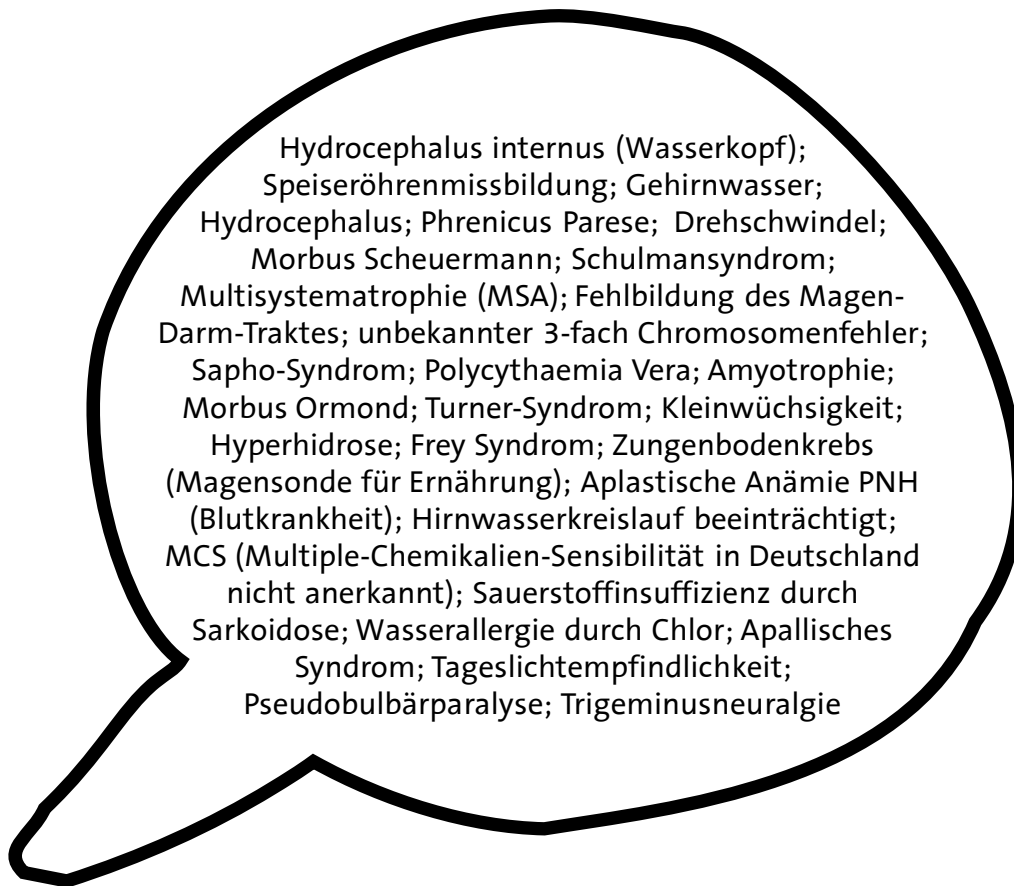 Hydrocephalus internus (Wasserkopf);
Speiseröhrenmissbildung; Gehirnwasser;
Hydrocephalus; Phrenicus Parese; Drehschwindel;
Morbus Scheuermann; Schulmansyndrom;
Multisystematrophie (MSA); Fehlbildung des Magen-
Darm-Traktes; unbekannter 3-fach Chromosomenfehler;
Sapho-Syndrom; Polycythaemia Vera; Amyotrophie;
Morbus Ormond; Turner-Syndrom; Kleinwüchsigkeit;
Hyperhidrose; Frey Syndrom; Zungenbodenkrebs
(Magensonde für Ernährung); Aplastische Anämie PNH
(Blutkrankheit); Hirnwasserkreislauf beeinträchtigt;
MCS (Multiple-Chemikalien-Sensibilität in Deutschland
nicht anerkannt); Sauerstoffinsuffizienz durch
Sarkoidose; Wasserallergie durch Chlor; Apallisches
Syndrom; Tageslichtempfindlichkeit;
Pseudobulbärparalyse; Trigeminusneuralgie